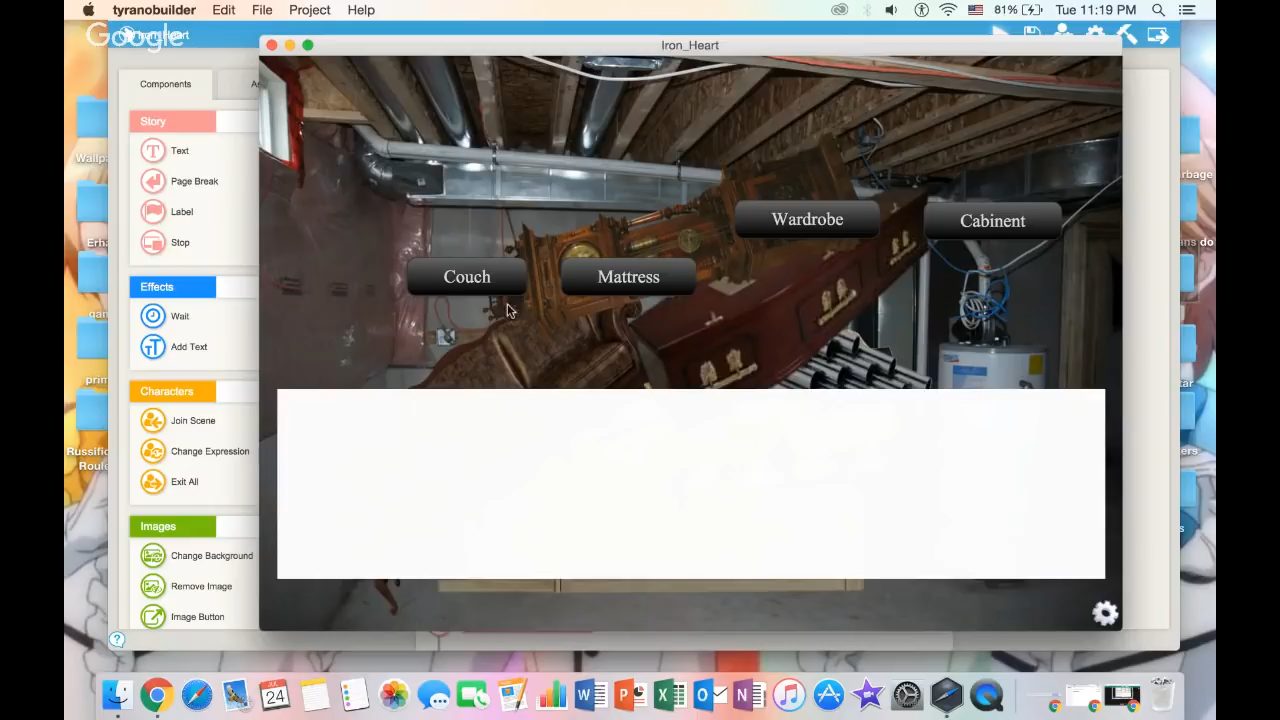 tyranobuilder Edit File Project Help 81% Tue 11:19 PM
Google
Iron_Heart
Iron_Heart
Components
Story
Text
Page Break
Label
Stop
Effects
Wait
Add Text
Characters
Join Scene
Change Expression
Exit All
Images
Change Background
Remove Image
Image Button
Wardrobe
Cabinent
Couch
Mattress
?
JUL
24